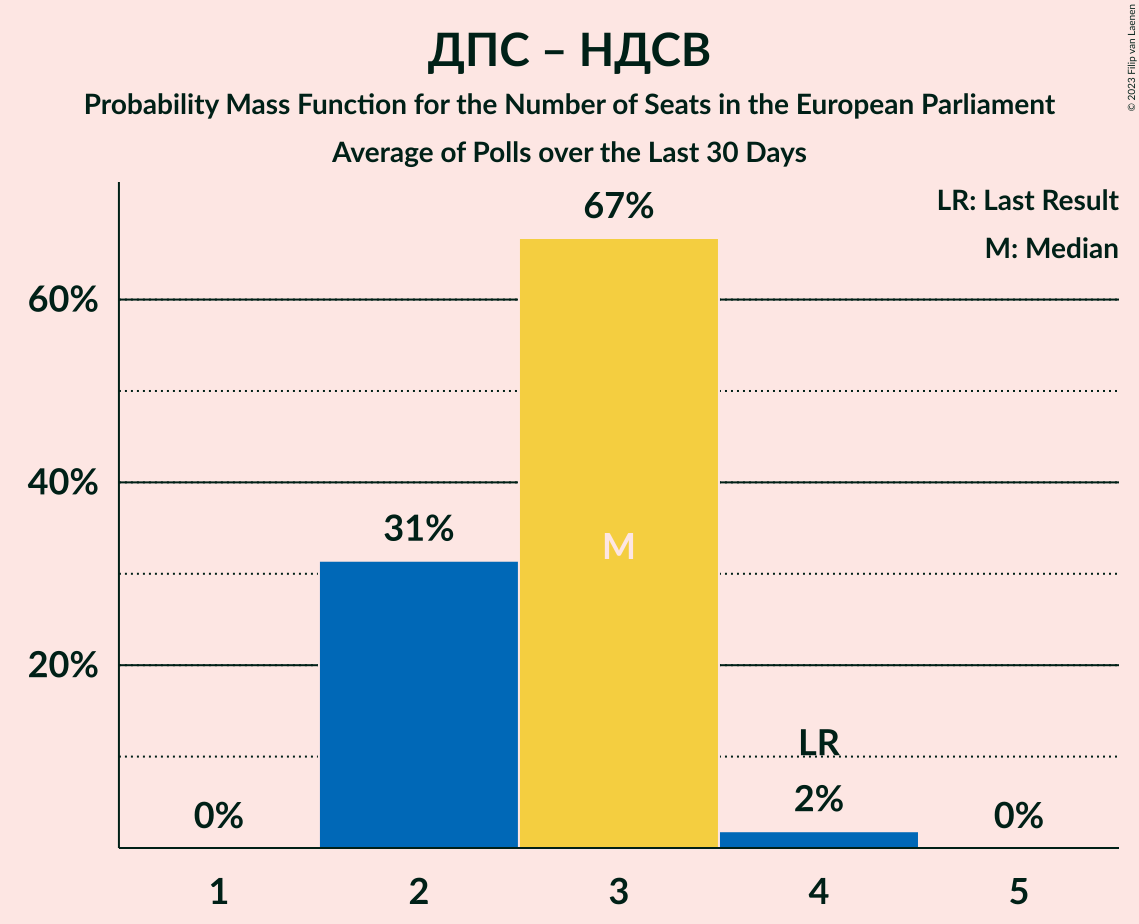 ДПС – НДСВ
Probability Mass Function for the Number of Seats in the European Parliament
Average of Polls over the Last 30 Days
© 2023 Filip van Laenen
LR: Last Result
M: Median
67%
60%
40%
31%
M
20%
LR
0%
2%
0%
1 2 3 4 5